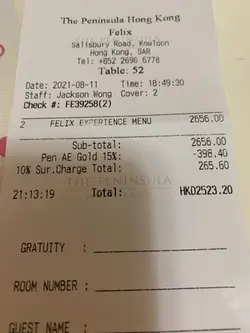 The Peninsula Hong Kong
Felix
Salisbury Road, Kowloon
Hong Kong, SAR
Tel: +852 2696 6778
Table: 52
Date: 2021-08-11 Time: 18:49:30
Staff: Jackson Wong Cover: 2
Check #: FE39258(2)
2 FELIX EXPERIENCE MENU 2656.00
Sub-total: 2656.00
Pen AE Gold 15%: -398.40
10% Sur.Charge Total: 265.60
21:13:19 Total: HKD2523.20
THE PENINSULA
GRATUITY :
ROOM NUMBER :
GUEST NAME :